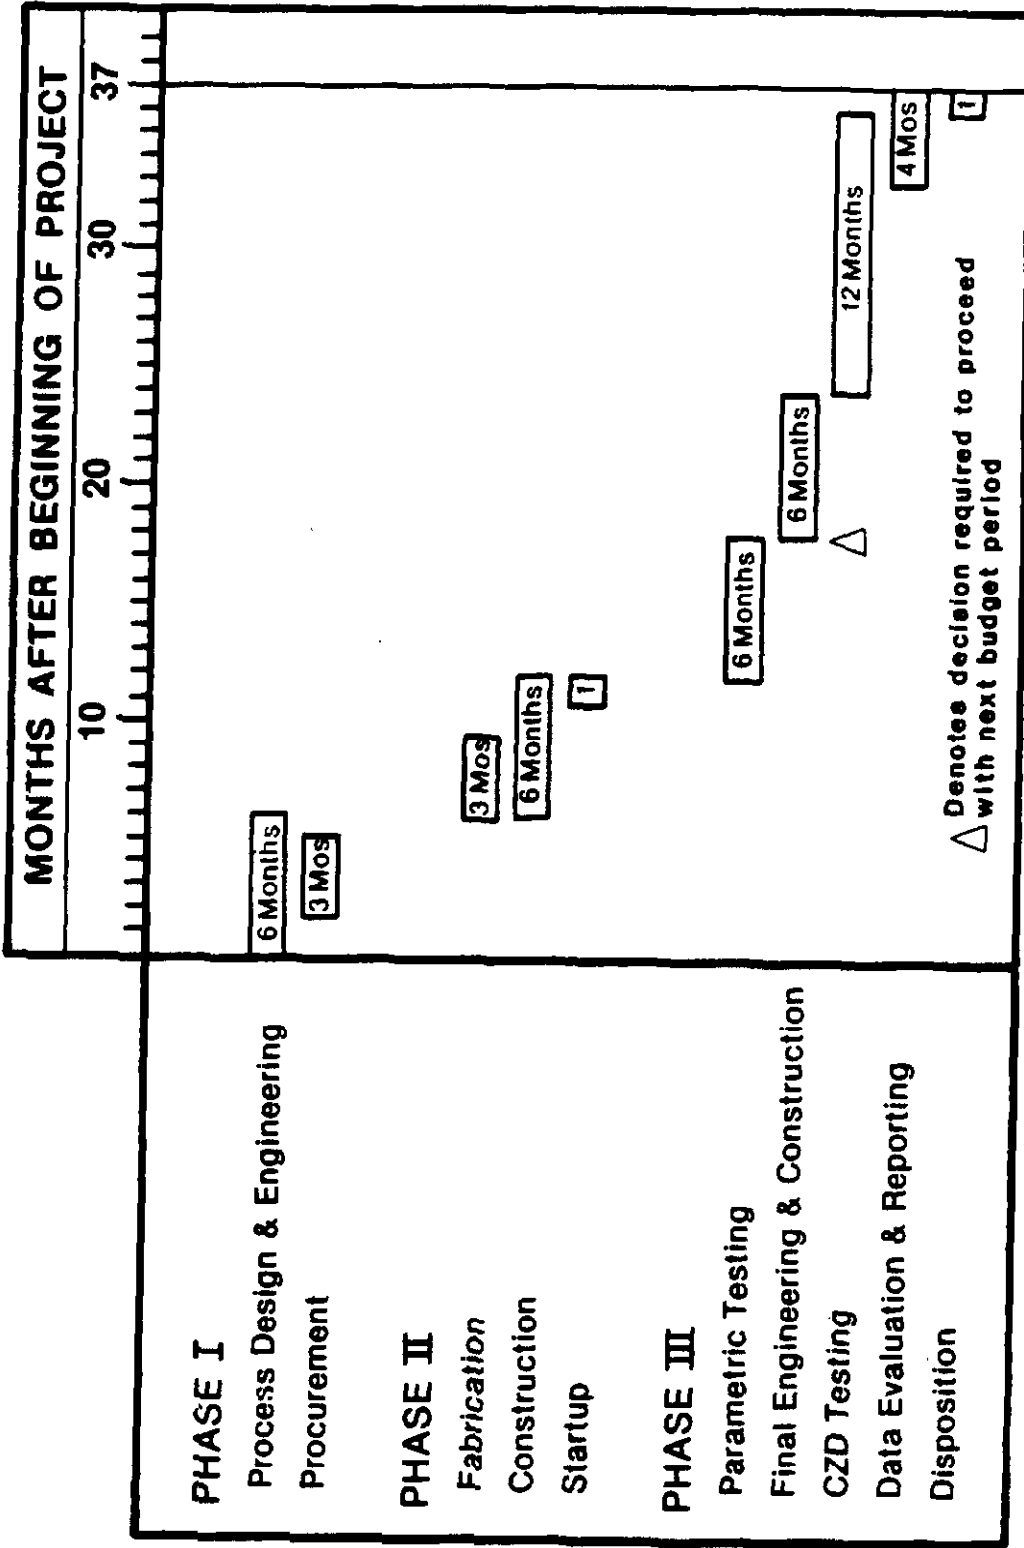 MONTHS AFTER BEGINNING OF PROJECT
10 20 30 37
PHASE I
Process Design & Engineering 6 Months
Procurement 3 Mos
PHASE II
Fabrication 3 Mos
Construction 6 Months
Startup 1
PHASE III
Parametric Testing 6 Months
Final Engineering & Construction 6 Months
CZD Testing 12 Months
Data Evaluation & Reporting 4 Mos
Disposition 1
Denotes decision required to proceed
with next budget period